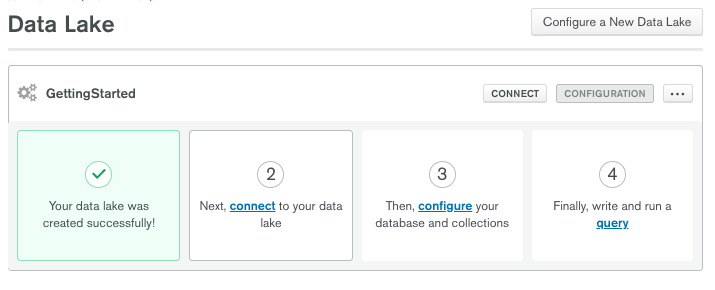 Data Lake
Configure a New Data Lake
GettingStarted
CONNECT
CONFIGURATION
...
Your data lake was
created successfully!
2
Next, connect to your data
lake
3
Then, configure your
database and collections
4
Finally, write and run a
query